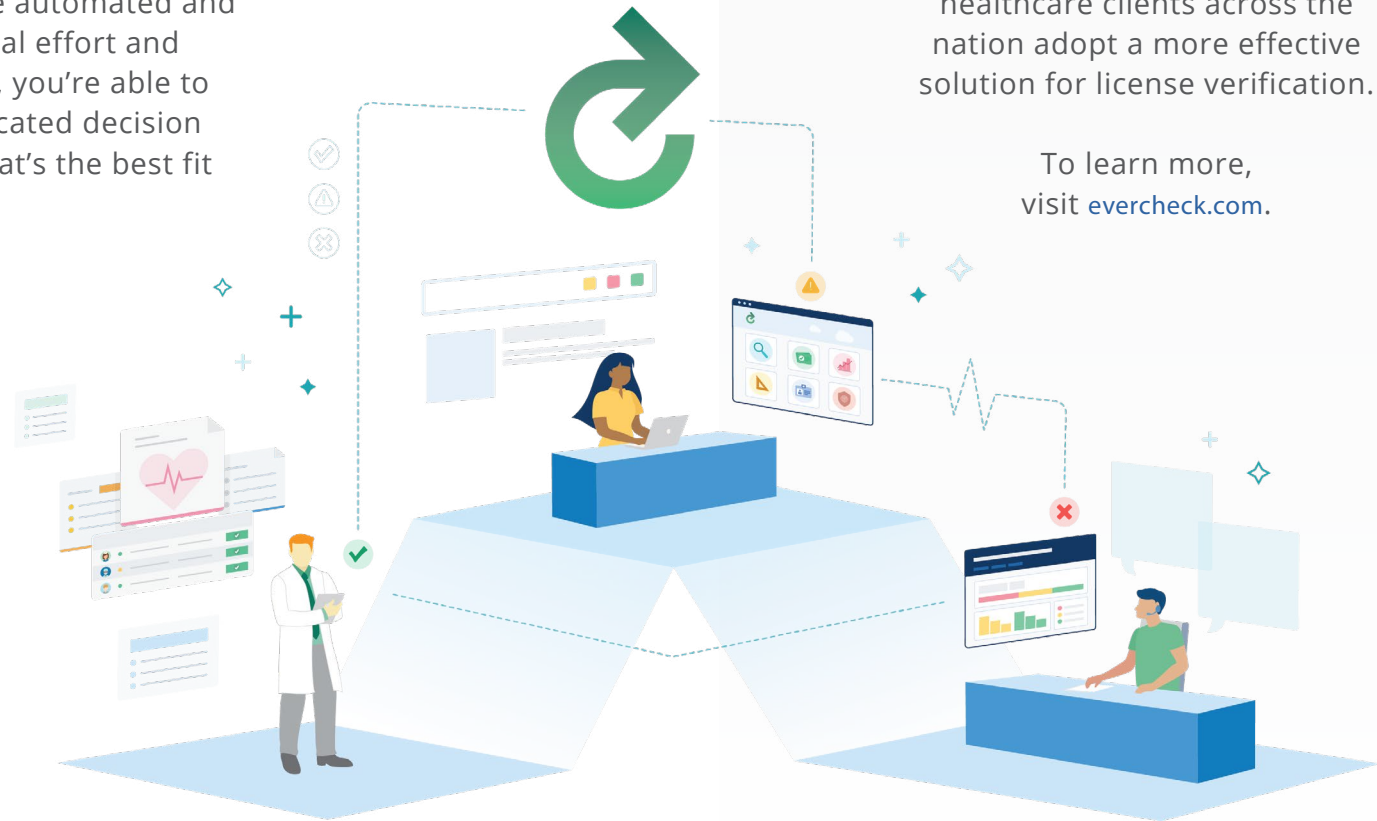 automated and
al effort and
you're able to
cated decision
at's the best fit
healthcare clients across the
nation adopt a more effective
solution for license verification.
To learn more,
visit evercheck.com.